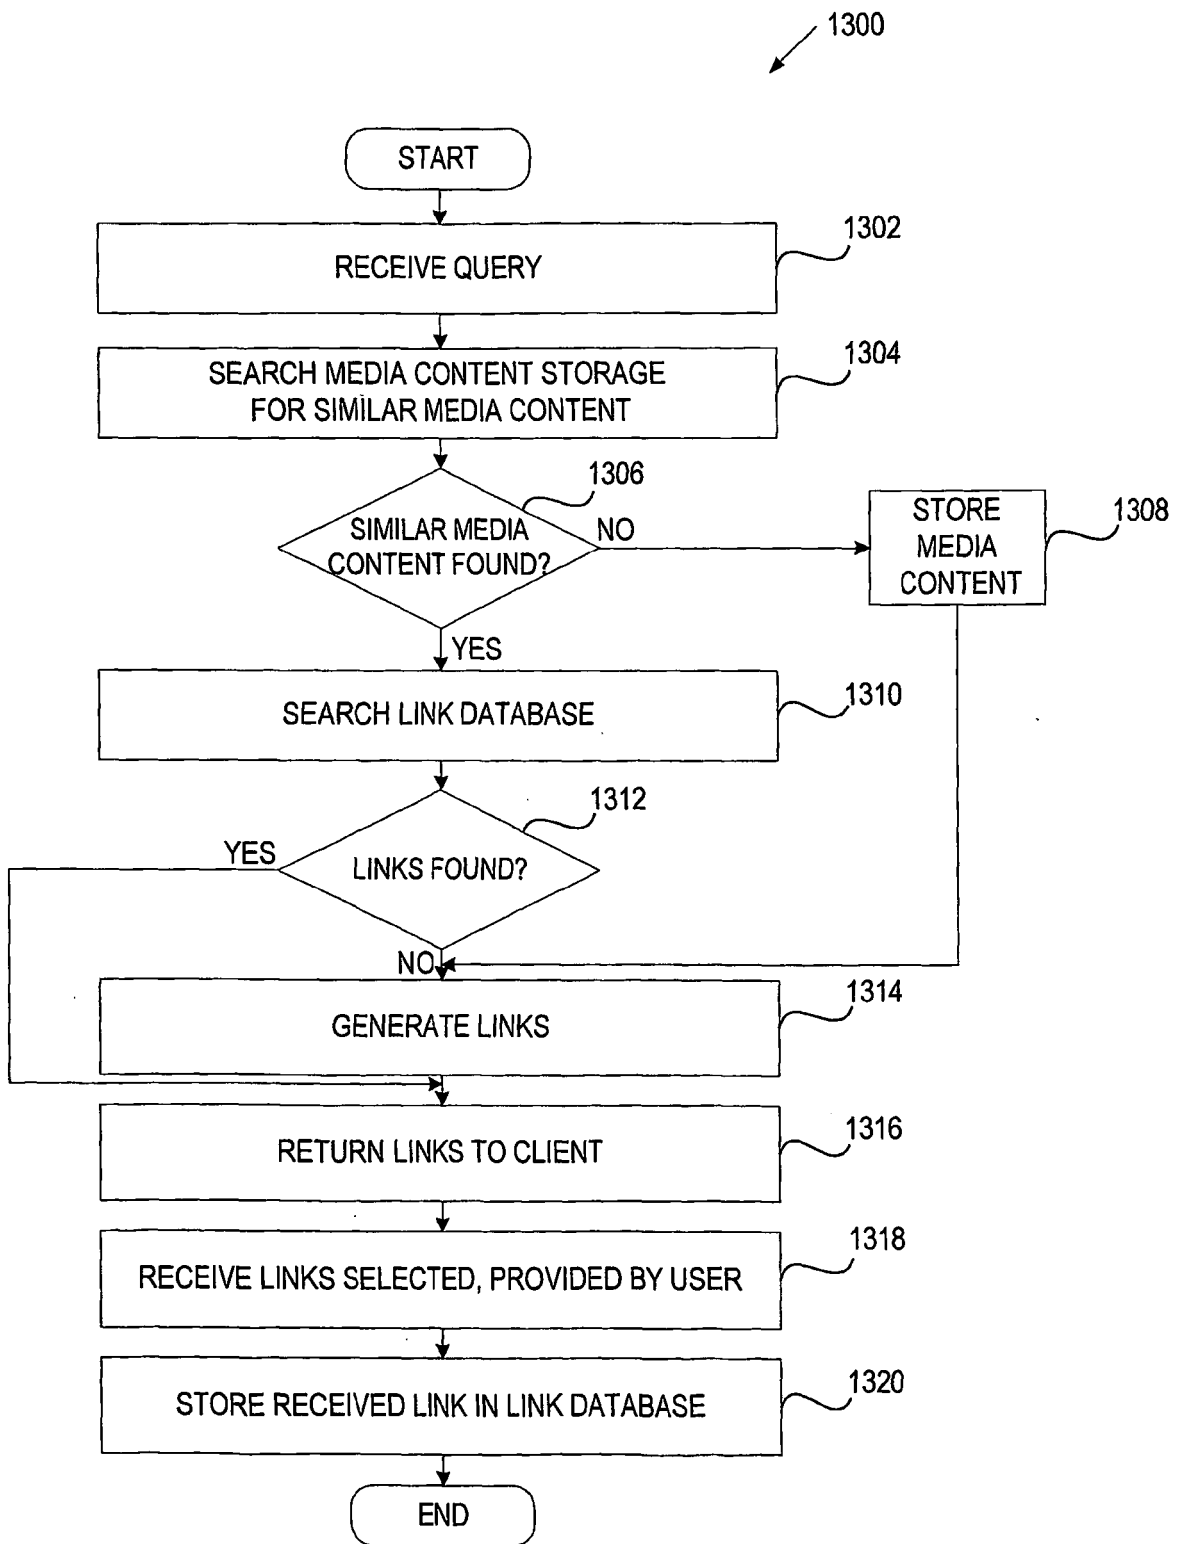 1300
START
1302
RECEIVE QUERY
1304
SEARCH MEDIA CONTENT STORAGE
FOR SIMILAR MEDIA CONTENT
1306
SIMILAR MEDIA
CONTENT FOUND?
NO
STORE
MEDIA
CONTENT
1308
YES
1310
SEARCH LINK DATABASE
1312
YES
LINKS FOUND?
NO
1314
GENERATE LINKS
1316
RETURN LINKS TO CLIENT
1318
RECEIVE LINKS SELECTED, PROVIDED BY USER
1320
STORE RECEIVED LINK IN LINK DATABASE
END